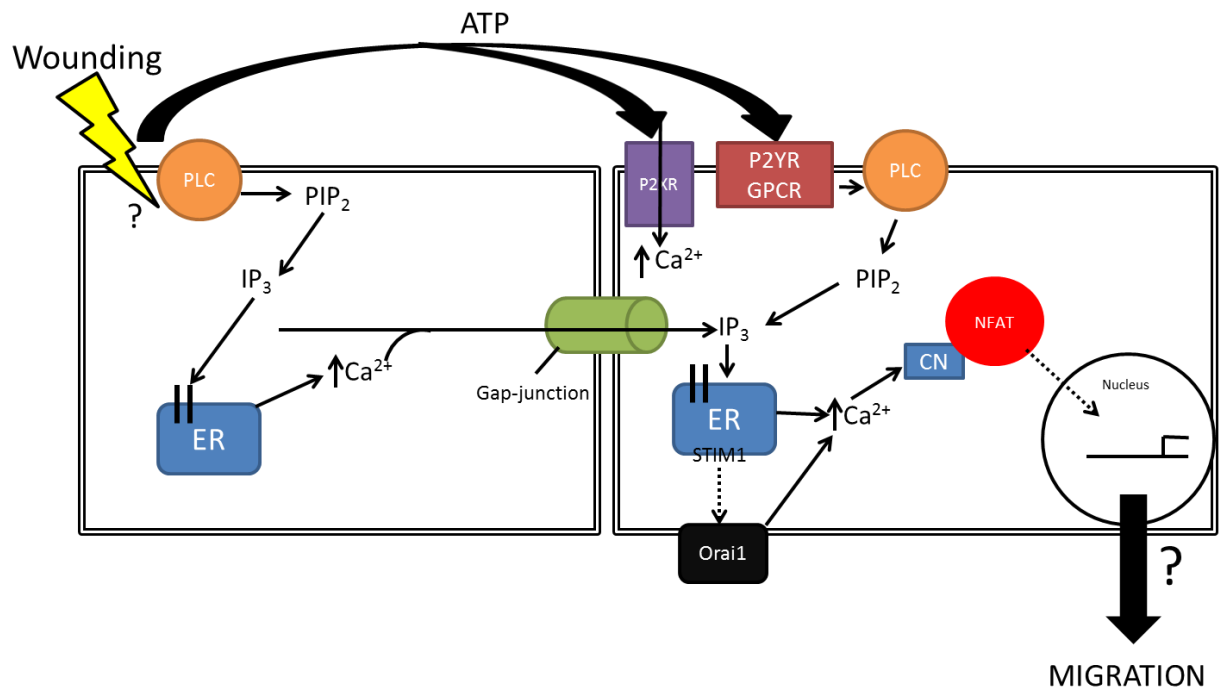 ATP
Wounding
PLC
?
PIP₂
IP₃
↑Ca²⁺
ER
Gap-junction
P2XR
↑Ca²⁺
P2YR
GPCR
PLC
PIP₂
IP₃
ER
STIM1
↑Ca²⁺
Orai1
CN
NFAT
Nucleus
?
MIGRATION